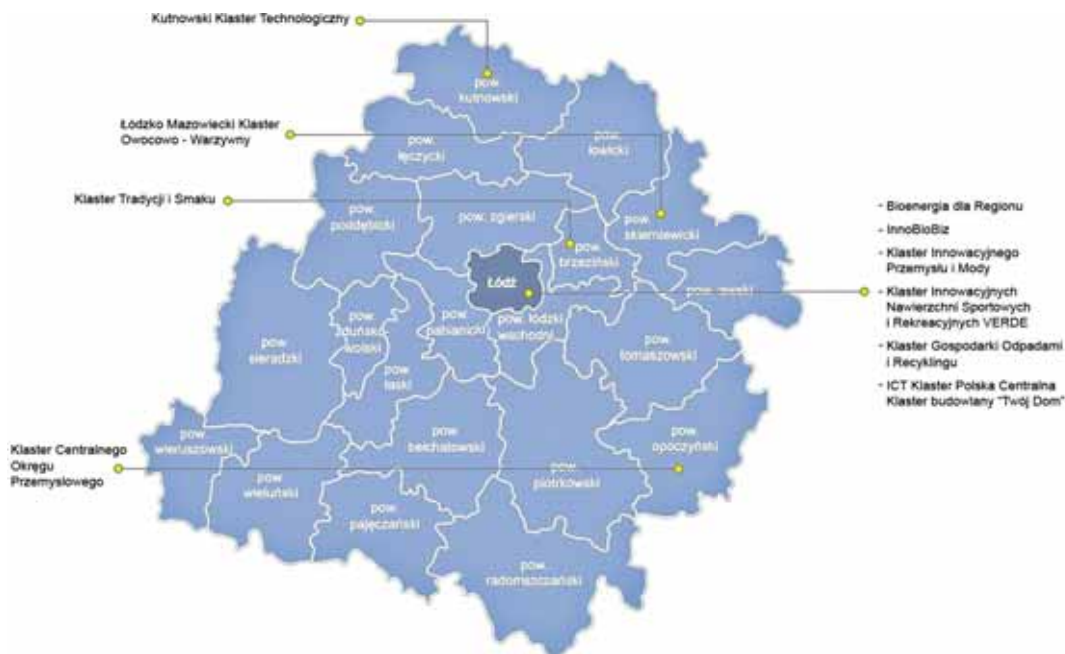 Kutnowski Klaster Technologiczny
pow.
kutnowski
Łódzko Mazowiecki Klaster
Owocowo - Warzywny
pow.
łęczycki
pow.
łowicki
Klaster Tradycji i Smaku
pow.
poddębicki
pow. zgierski
pow.
skierniewicki
pow.
brzeziński
Łódź
pow. rawski
- Bioenergia dla Regionu
- InnoBioBiz
- Klaster Innowacyjnego
Przemysłu i Mody
- Klaster Innowacyjnych
Nawierzchni Sportowych
i Rekreacyjnych VERDE
- Klaster Gospodarki Odpadami
i Recyklingu
- ICT Klaster Polska Centralna
Klaster budowlany "Twój Dom"
pow.
sieradzki
pow.
zduńsko
wolski
pow.
pabianicki
pow. łódzki
wschodni
pow.
tomaszowski
pow.
łaski
Klaster Centralnego
Okręgu
Przemysłowego
pow.
wieruszowski
pow.
wieluński
pow.
bełchatowski
pow.
opoczyński
pow.
piotrkowski
pow.
pajęczański
pow.
radomszczański